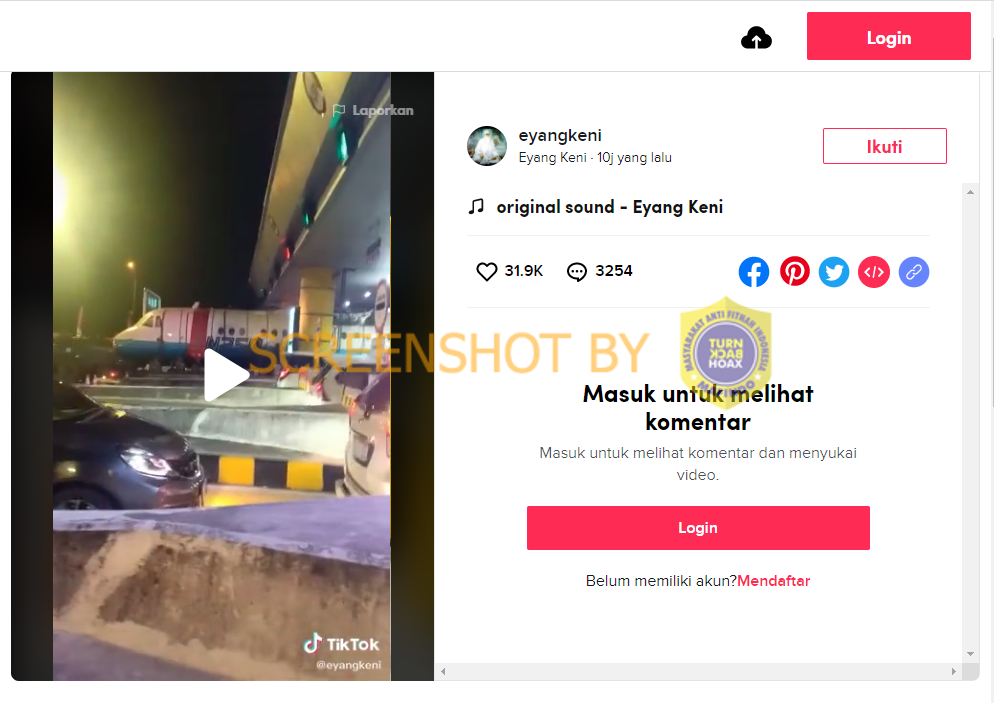 Login
Laporkan
eyangkeni
Eyang Keni · 10j yang lalu
Ikuti
original sound - Eyang Keni
31.9K
3254
SCREENSHOT BY
MASYARAKAT ANTI FITNAH INDONESIA
TURN
BACK
HOAX
MAFINDO
Masuk untuk melihat
komentar
Masuk untuk melihat komentar dan menyukai
video.
Login
Belum memiliki akun?Mendaftar
TikTok
@eyangkeni